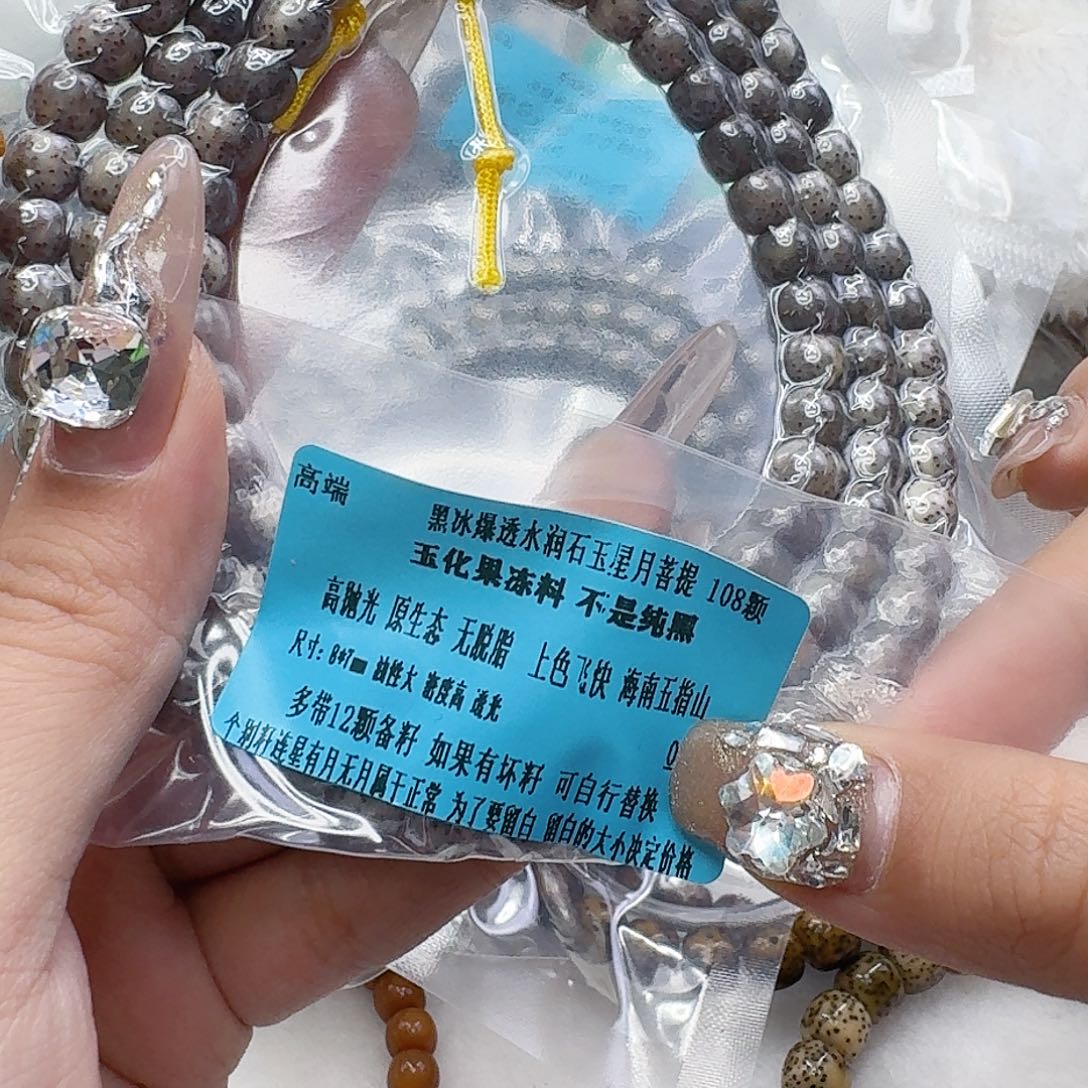 高端
黑冰爆透水润石玉星月菩提 108颗
玉化果冻料 不是纯黑
高抛光 原生态 无脱脂 上色飞快 海南五指山
尺寸：8*7mm 油性大 密度高 透光
多带12颗备籽 如果有坏籽 可自行替换
个别籽连星有月无月属于正常 为了要留白 留白的大小决定价格